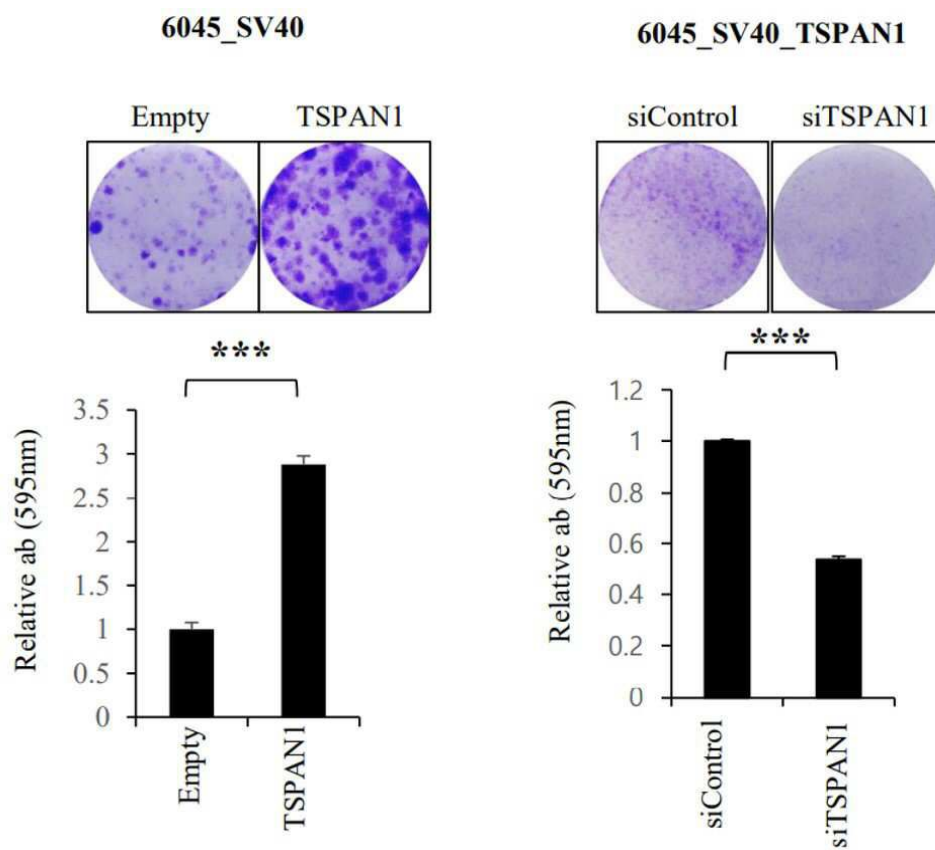 6045_SV40
Empty TSPAN1
***
Relative ab (595nm)
3.5
3
2.5
2
1.5
1
0.5
0
Empty
TSPAN1
6045_SV40_TSPAN1
siControl siTSPAN1
***
Relative ab (595nm)
1.2
1
0.8
0.6
0.4
0.2
0
siControl
siTSPAN1